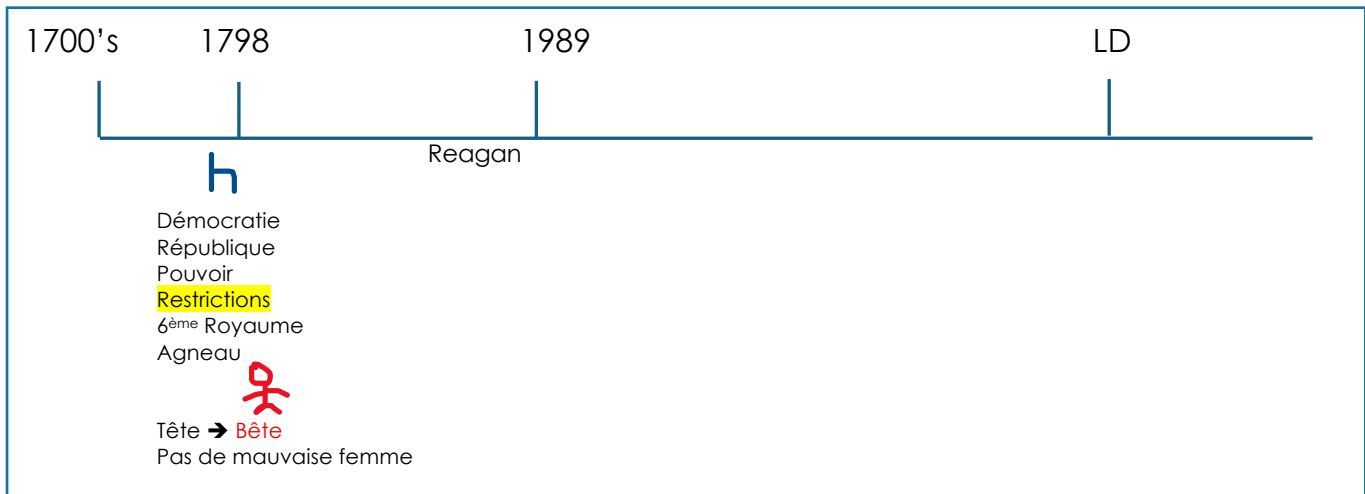 1700's 1798 1989 LD
Reagan
Démocratie
République
Pouvoir
Restrictions
6ème Royaume
Agneau
Tête ➔ Bête
Pas de mauvaise femme